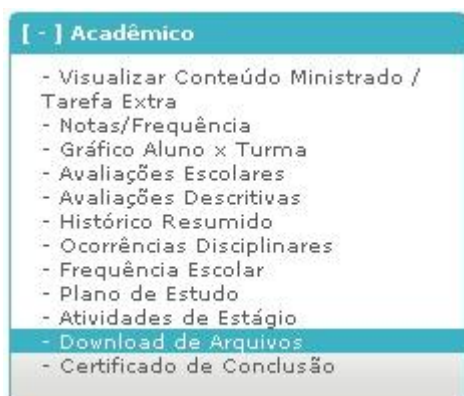 [ - ] Acadêmico
- Visualizar Conteúdo Ministrado /
Tarefa Extra
- Notas/Frequência
- Gráfico Aluno x Turma
- Avaliações Escolares
- Avaliações Descritivas
- Histórico Resumido
- Ocorrências Disciplinares
- Frequência Escolar
- Plano de Estudo
- Atividades de Estágio
- Download de Arquivos
- Certificado de Conclusão